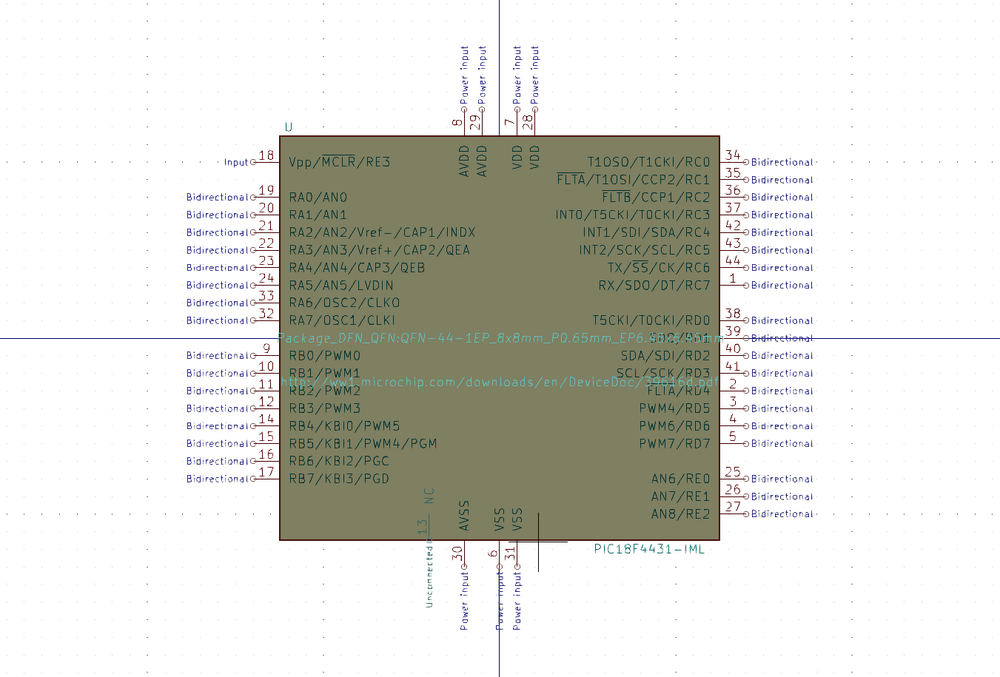 Power input Power input Power input Power input
8 29 7 28
U
AVDD AVDD VDD VDD
Input 18 Vpp/MCLR/RE3 T1OSO/T1CKI/RC0 34 Bidirectional
FLTA/T1OSI/CCP2/RC1 35 Bidirectional
Bidirectional 19 RA0/AN0 FLTB/CCP1/RC2 36 Bidirectional
Bidirectional 20 RA1/AN1 INT0/T5CKI/T0CKI/RC3 37 Bidirectional
Bidirectional 21 RA2/AN2/Vref-/CAP1/INDX INT1/SDI/SDA/RC4 42 Bidirectional
Bidirectional 22 RA3/AN3/Vref+/CAP2/QEA INT2/SCK/SCL/RC5 43 Bidirectional
Bidirectional 23 RA4/AN4/CAP3/QEB TX/SS/CK/RC6 44 Bidirectional
Bidirectional 24 RA5/AN5/LVDIN RX/SDO/DT/RC7 1 Bidirectional
Bidirectional 33 RA6/OSC2/CLKO
Bidirectional 32 RA7/OSC1/CLKI T5CKI/T0CKI/RD0 38 Bidirectional
Package_DFN_QFN:QFN-44-1EP_8x8mm_P0.65mm_ 39 Bidirectional
Bidirectional 9 RB0/PWM0 SDA/SDI/RD2 40 Bidirectional
Bidirectional 10 RB1/PWM1 SCL/SCK/RD3 41 Bidirectional
http://ww1.microchip.com/downloads/en/DeviceDoc/39616d.pdf
Bidirectional 11 RB2/PWM2 FLTA/RD4 2 Bidirectional
Bidirectional 12 RB3/PWM3 PWM4/RD5 3 Bidirectional
Bidirectional 14 RB4/KBI0/PWM5 PWM6/RD6 4 Bidirectional
Bidirectional 15 RB5/KBI1/PWM4/PGM PWM7/RD7 5 Bidirectional
Bidirectional 16 RB6/KBI2/PGC
Bidirectional 17 RB7/KBI3/PGD AN6/RE0 25 Bidirectional
AN7/RE1 26 Bidirectional
AN8/RE2 27 Bidirectional
NC AVSS VSS VSS
13 30 6 31
PIC18F4431-IML
Unconnected Power input Power input Power input